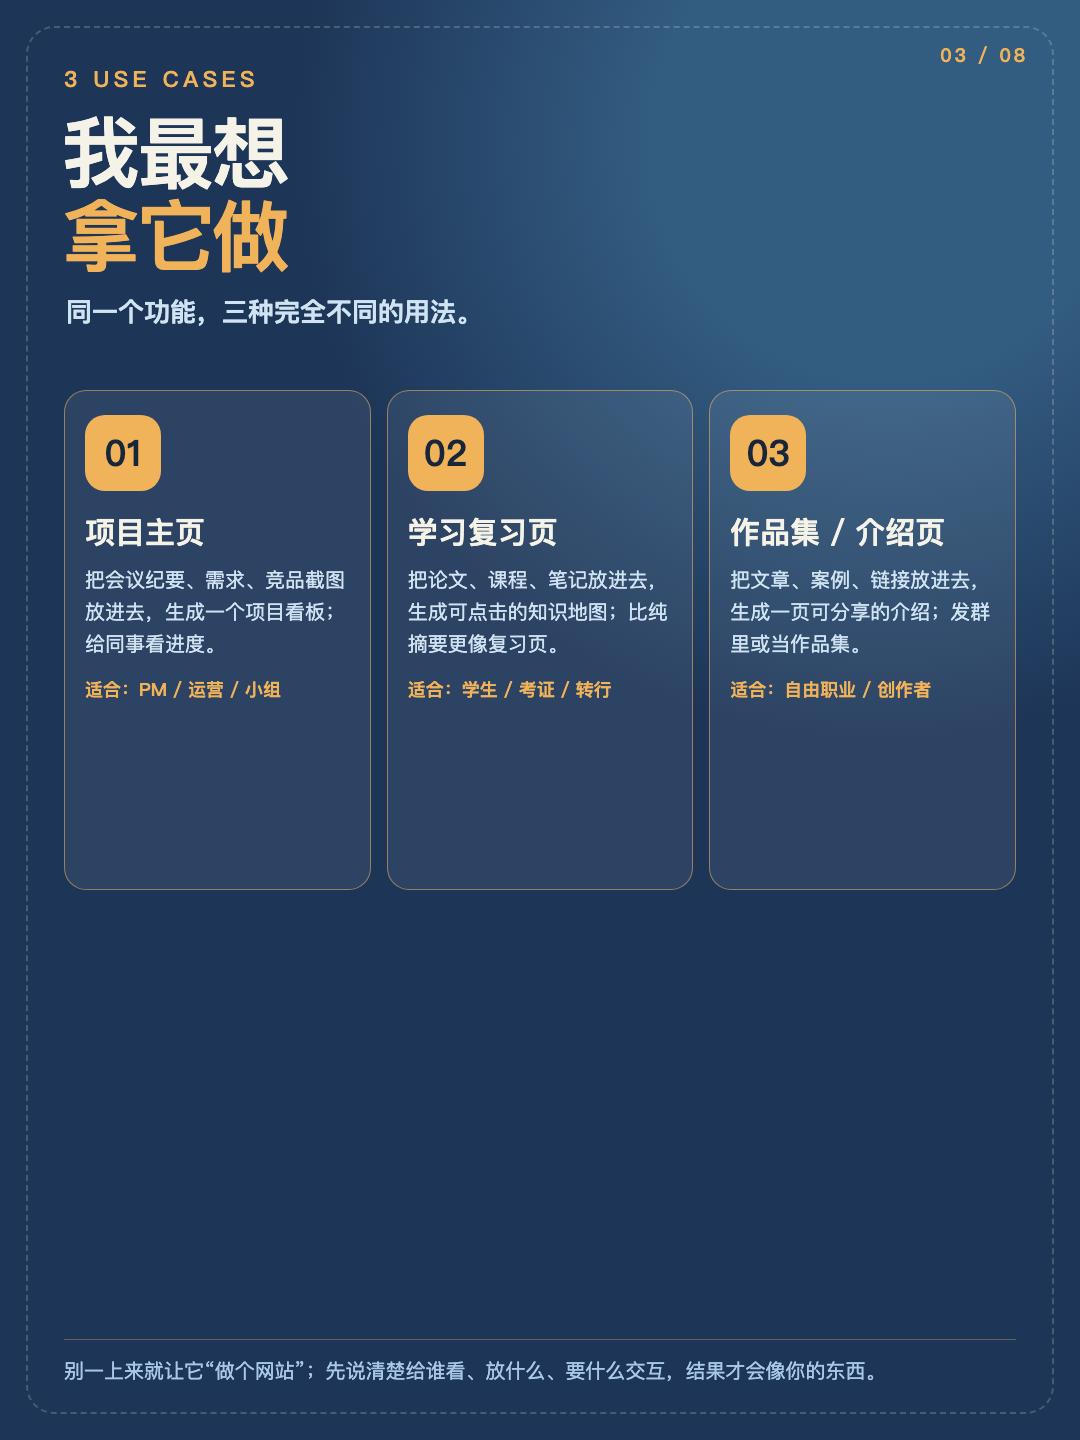 03 / 08
3 USE CASES
我最想
拿它做
同一个功能，三种完全不同的用法。
01
项目主页
把会议纪要、需求、竞品截图
放进去，生成一个项目看板；
给同事看进度。
适合：PM / 运营 / 小组
02
学习复习页
把论文、课程、笔记放进去，
生成可点击的知识地图；比纯
摘要更像复习页。
适合：学生 / 考证 / 转行
03
作品集 / 介绍页
把文章、案例、链接放进去，
生成一页可分享的介绍；发群
里或当作品集。
适合：自由职业 / 创作者
别一上来就让它“做个网站”；先说清楚给谁看、放什么、要什么交互，结果才会像你的东西。